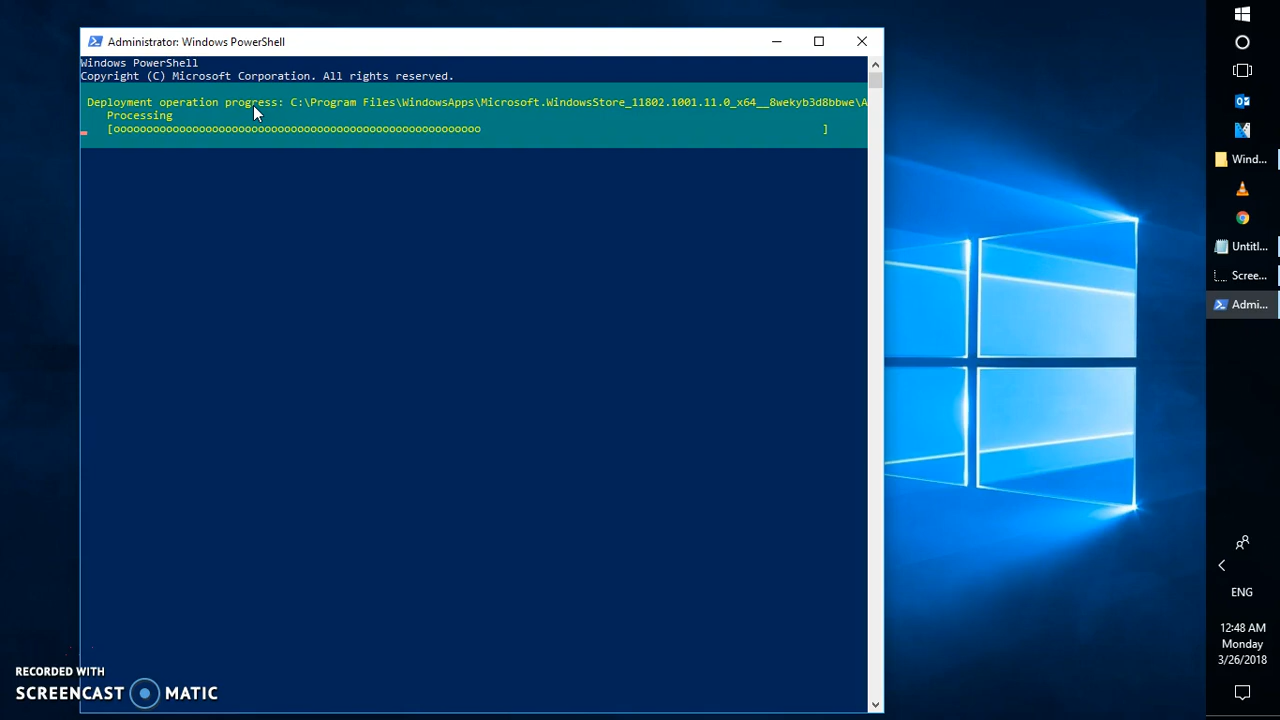 Administrator: Windows PowerShell
Windows PowerShell
Copyright (C) Microsoft Corporation. All rights reserved.
Deployment operation progress: C:\Program Files\WindowsApps\Microsoft.WindowsStore_11802.1001.11.0_x64__8wekyb3d8bbwe\A
Processing
[oooooooooooooooooooooooooooooooooooooooooooooooooooooooo ]
Wind...
Untitl...
Scree...
Admi...
ENG
12:48 AM
Monday
3/26/2018
RECORDED WITH
SCREENCAST MATIC